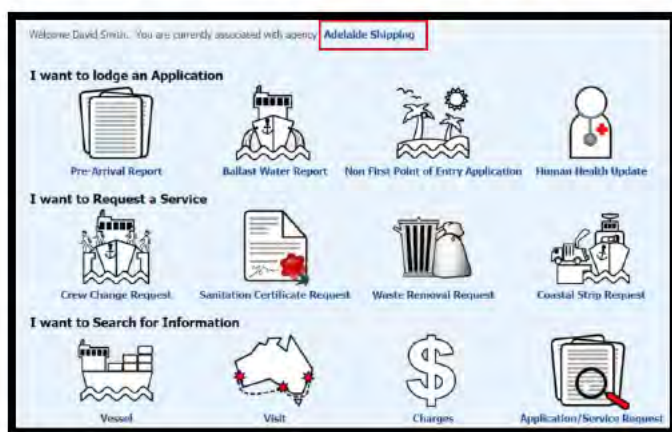 Welcome David Smith. You are currently associated with agency Adelaide Shipping
I want to lodge an Application
Pre-Arrival Report Ballast Water Report Non First Point of Entry Application Human Health Update
I want to Request a Service
Crew Change Request Sanitation Certificate Request Waste Removal Request Coastal Strip Request
I want to Search for Information
Vessel Visit Charges Application/Service Request